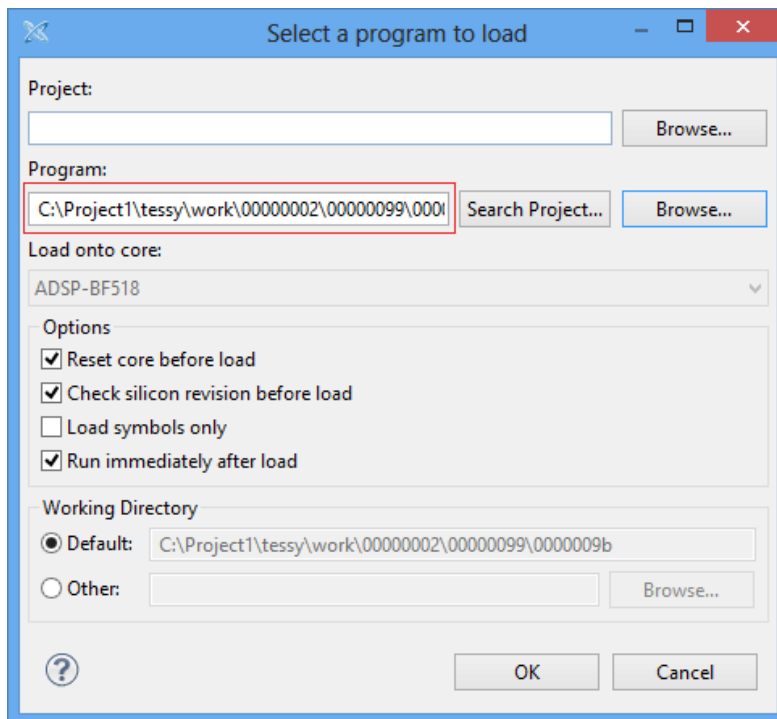 Select a program to load
Project:
Browse...
Program:
C:\Project1\tessy\work\00000002\00000099\000
Search Project...
Browse...
Load onto core:
ADSP-BF518
Options
Reset core before load
Check silicon revision before load
Load symbols only
Run immediately after load
Working Directory
Default:
C:\Project1\tessy\work\00000002\00000099\0000009b
Other:
Browse...
?
OK
Cancel